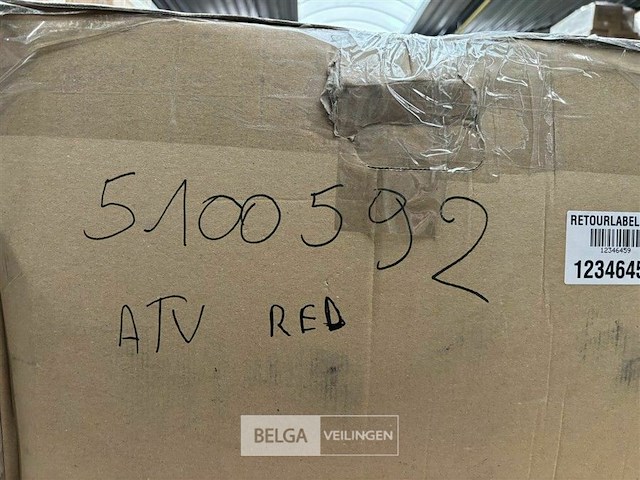 5100592
ATV RED
RETOURLABEL
12346459
1234645
BELGA VEILINGEN